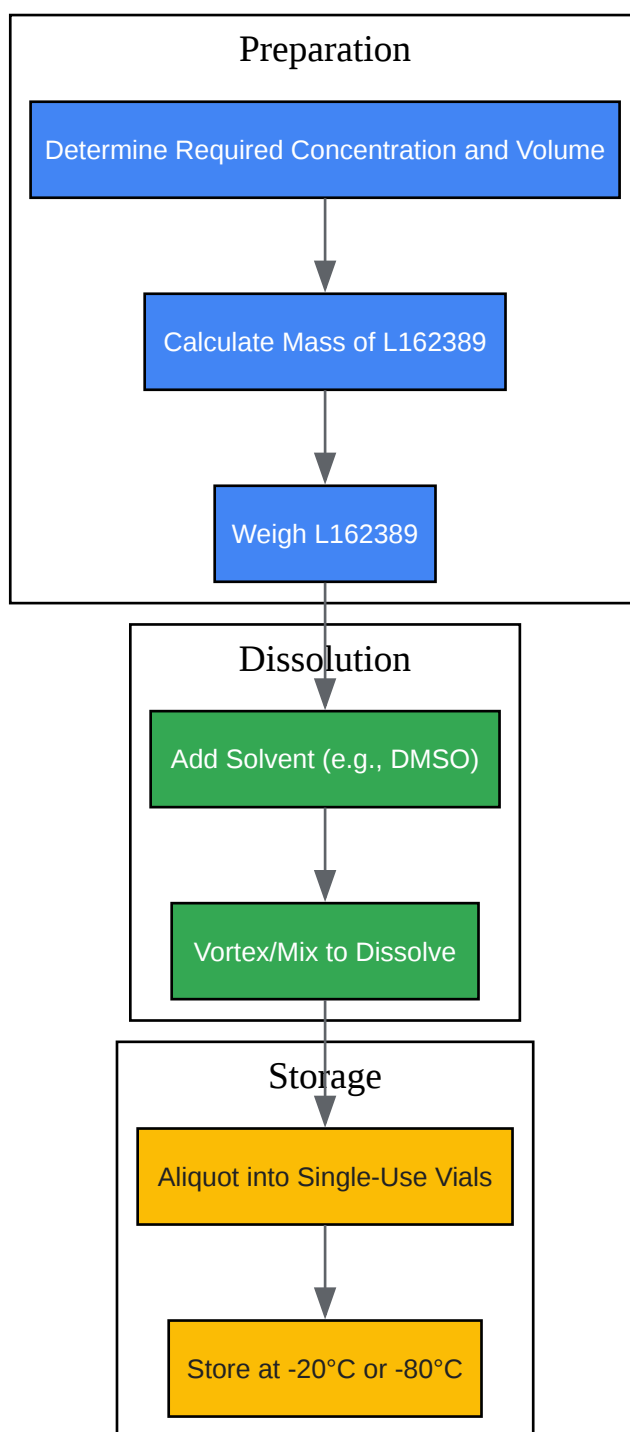 Preparation
Determine Required Concentration and Volume
Calculate Mass of L162389
Weigh L162389
Dissolution
Add Solvent (e.g., DMSO)
Vortex/Mix to Dissolve
Storage
Aliquot into Single-Use Vials
Store at -20°C or -80°C